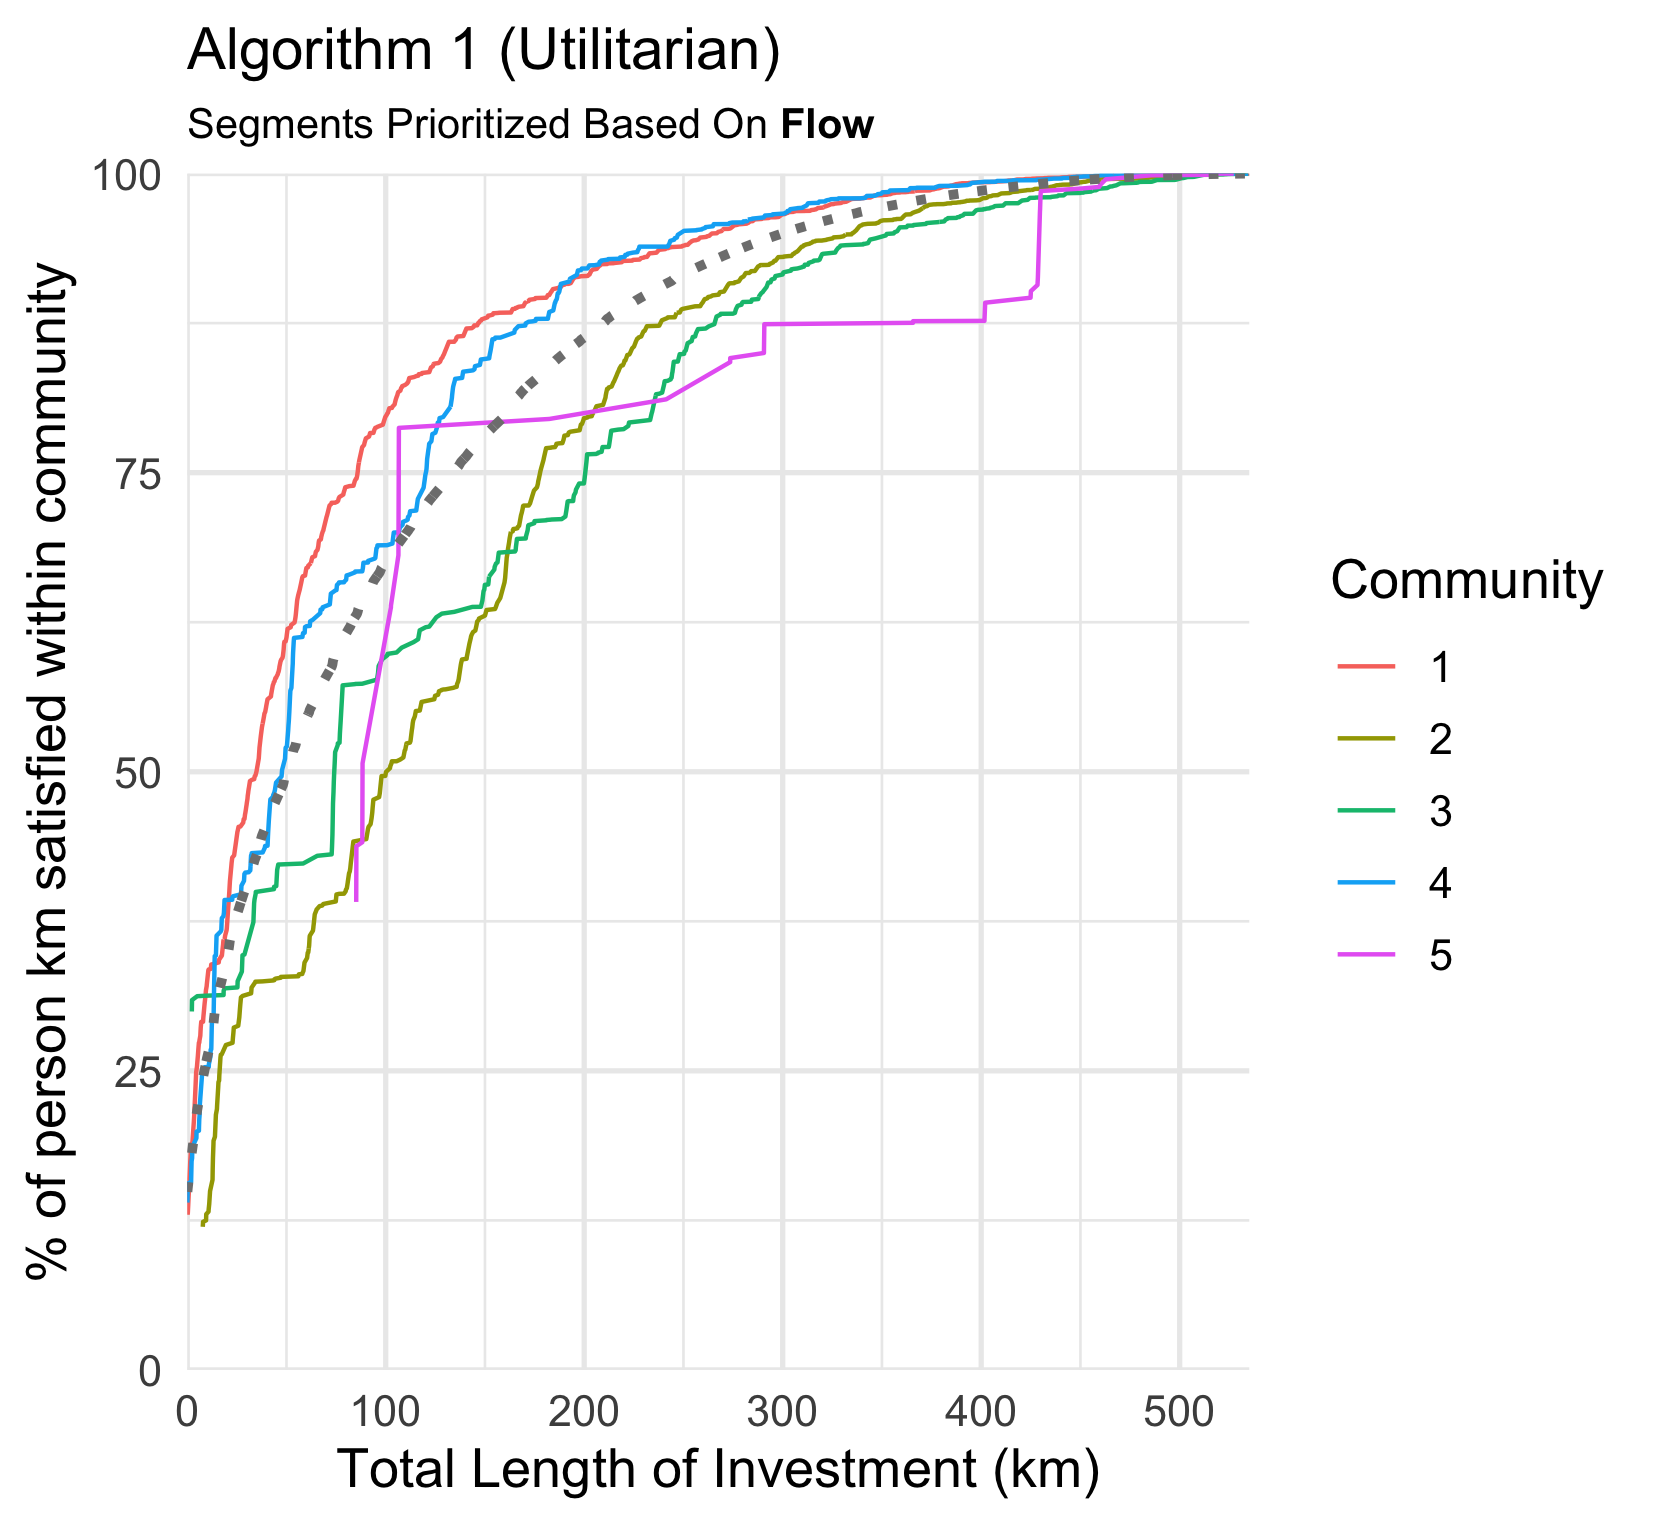 Algorithm 1 (Utilitarian)
Segments Prioritized Based On Flow
% of person km satisfied within community
100
75
50
25
0
0 100 200 300 400 500
Total Length of Investment (km)
Community
1
2
3
4
5